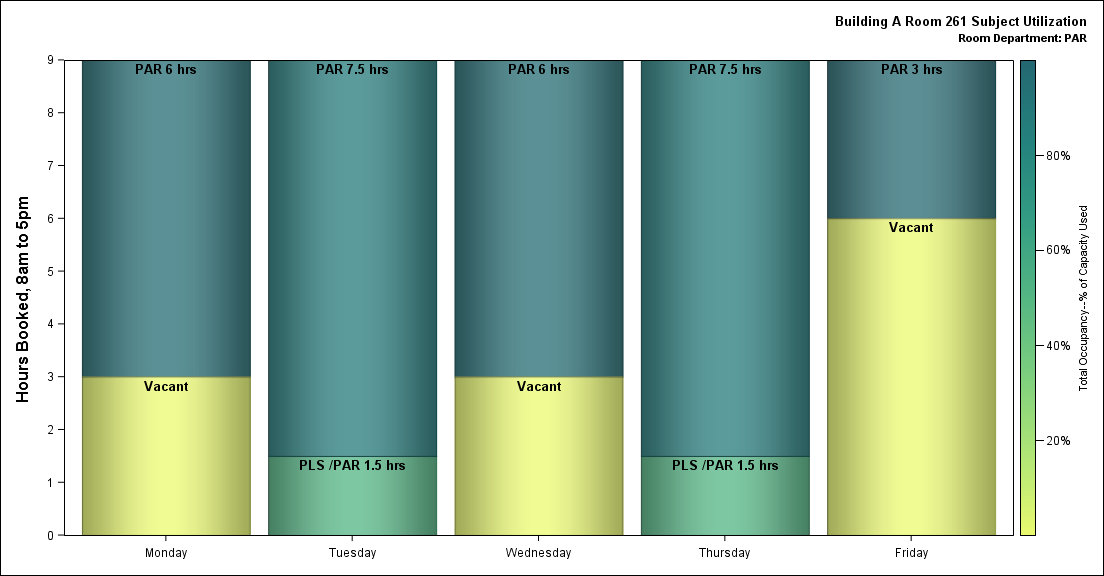 Building A Room 261 Subject Utilization
Room Department: PAR
Hours Booked, 8am to 5pm
9
8
7
6
5
4
3
2
1
0
PAR 6 hrs
Vacant
PAR 7.5 hrs
PLS /PAR 1.5 hrs
PAR 6 hrs
Vacant
PAR 7.5 hrs
PLS /PAR 1.5 hrs
PAR 3 hrs
Vacant
Monday
Tuesday
Wednesday
Thursday
Friday
80%
60%
40%
20%
Total Occupancy--% of Capacity Used